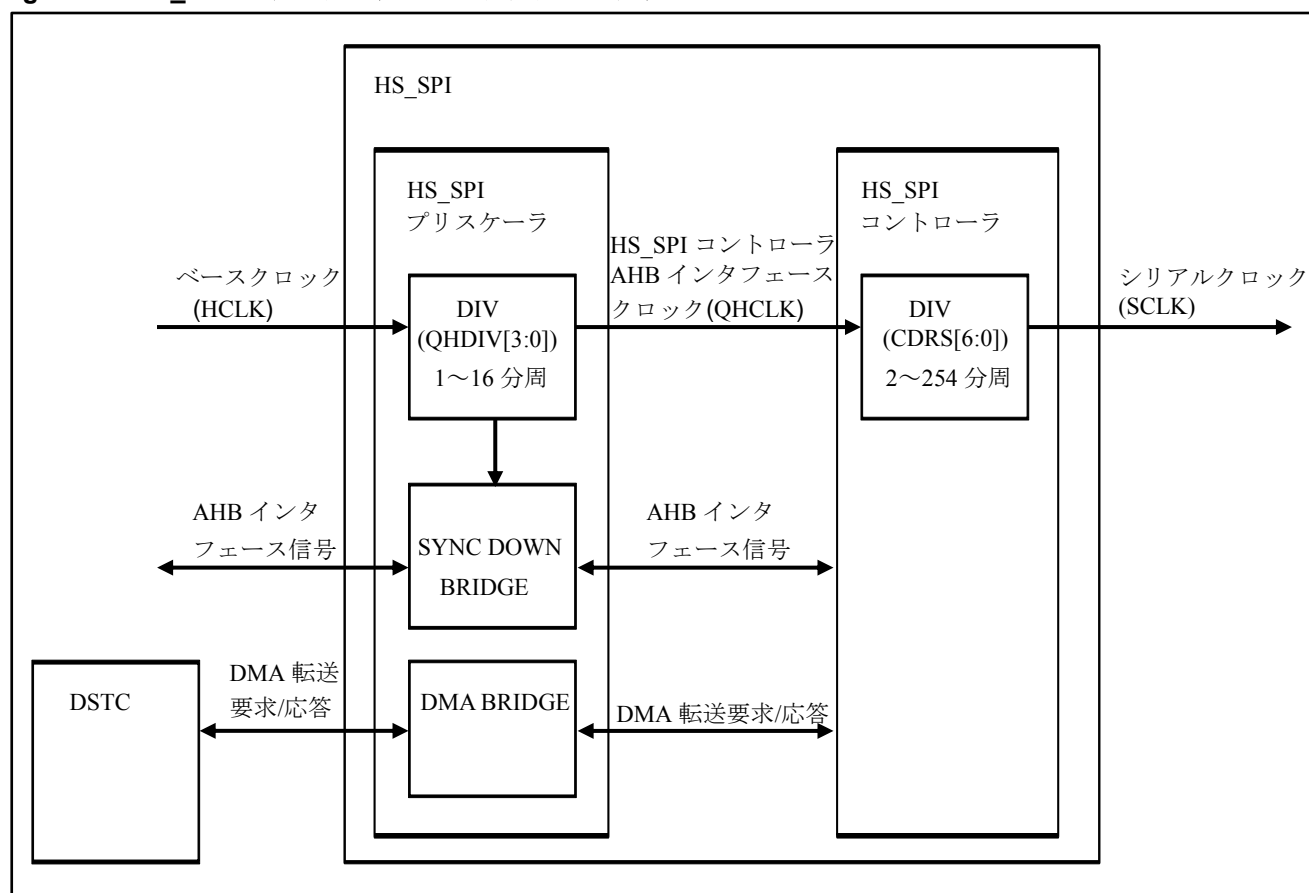 HS_SPI
HS_SPI
プリスケーラ
HS_SPI
コントローラ
ベースクロック
(HCLK)
DIV
(QHDIV[3:0])
1～16 分周
HS_SPI コントローラ
AHB インタフェース
クロック(QHCLK)
DIV
(CDRS[6:0])
2～254 分周
シリアルクロック
(SCLK)
AHB インタ
フェース信号
SYNC DOWN
BRIDGE
AHB インタ
フェース信号
DSTC
DMA 転送
要求/応答
DMA BRIDGE
DMA 転送要求/応答